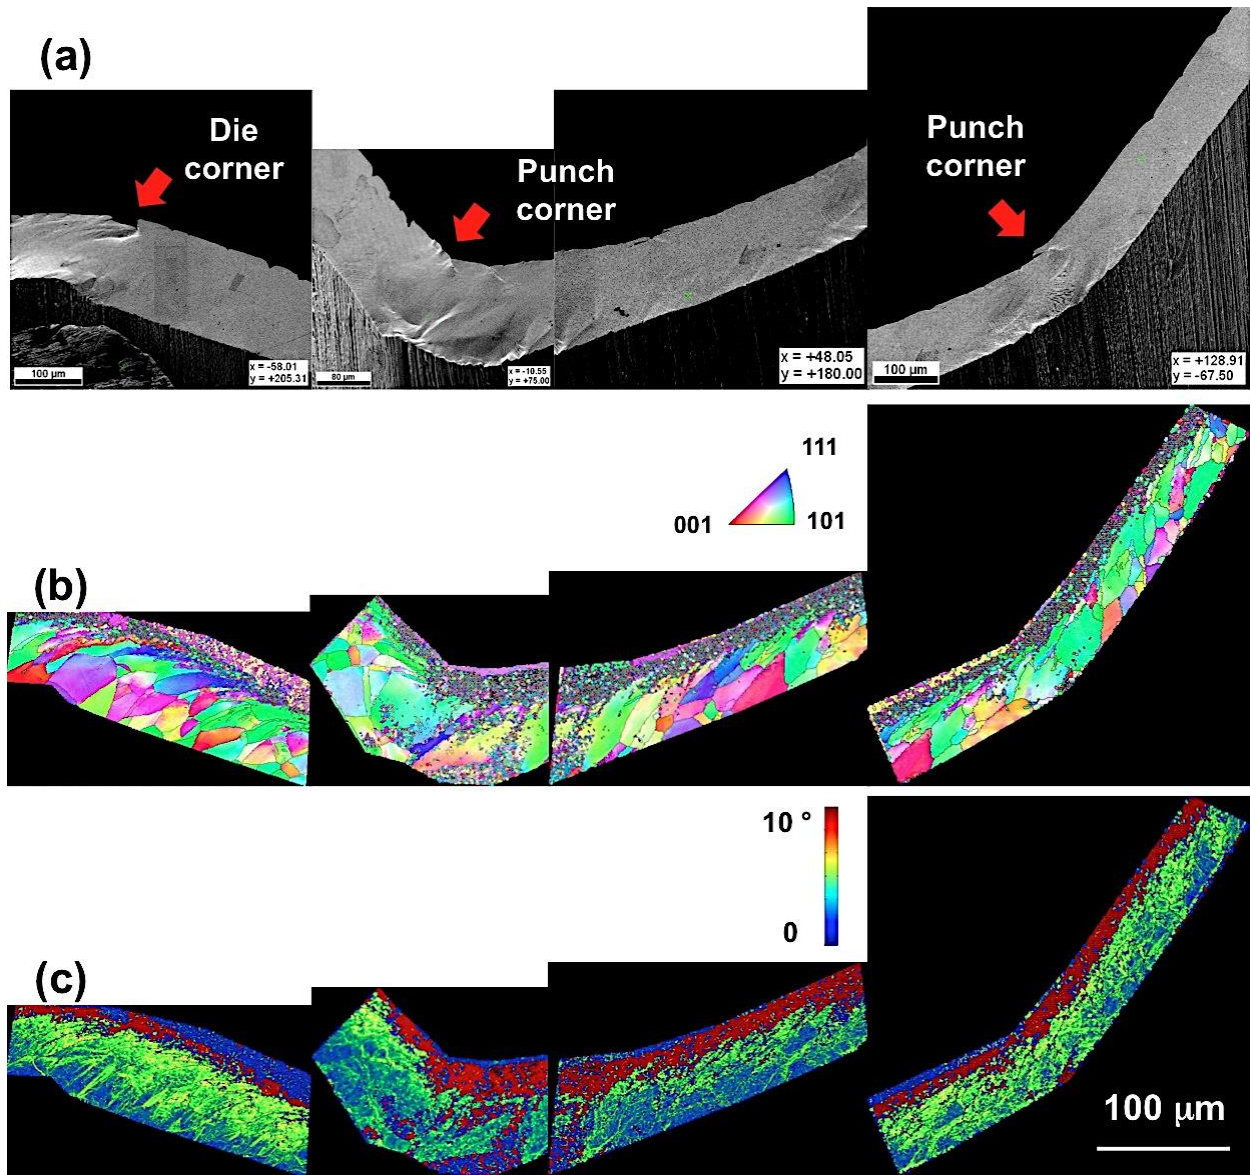 (a)
Die
corner
Punch
corner
Punch
corner
100 µm
x = -58.01
y = +205.31
80 µm
x = -10.55
y = +75.00
x = +48.05
y = +180.00
100 µm
x = +128.91
y = -67.50
111
001
101
(b)
10 °
0
(c)
100 µm